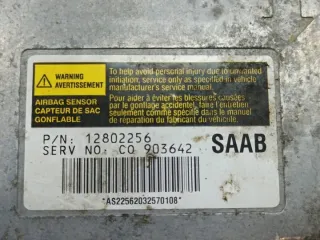 WARNING
AVERTISSEMENT
AIRBAG SENSOR
CAPTEUR DE SAC
GONFLABLE
To help avoid personal injury due to unwanted
initiation, service only as specified in vehicle
manufacturer's service manual.
Pour aider à éviter les blessures causées
par le gonflage accidentel, faire l'entretien
comme spécifié dans le manuel
de réparation du fabricant du véhicule.
P/N: 12802256
SERV NO: CO 903642
SAAB
*AS22562032570108*